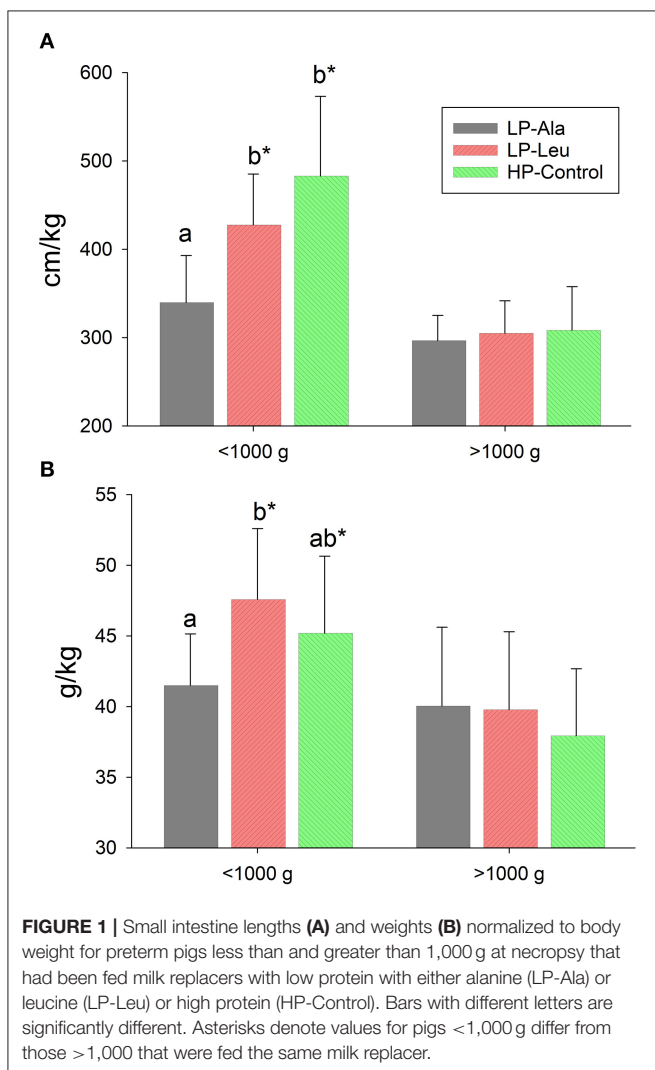 A
600
500
400
300
200
cm/kg
a
b*
b*
LP-Ala
LP-Leu
HP-Control
<1000 g
>1000 g
B
55
50
45
40
35
30
g/kg
a
b*
ab*
<1000 g
>1000 g
FIGURE 1 | Small intestine lengths (A) and weights (B) normalized to body
weight for preterm pigs less than and greater than 1,000 g at necropsy that
had been fed milk replacers with low protein with either alanine (LP-Ala) or
leucine (LP-Leu) or high protein (HP-Control). Bars with different letters are
significantly different. Asterisks denote values for pigs <1,000 g differ from
those >1,000 that were fed the same milk replacer.